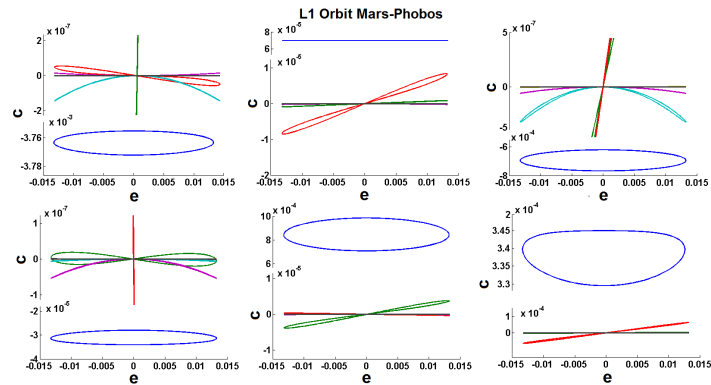 L1 Orbit Mars-Phobos
x 10⁻⁷
2
0
-2
x 10⁻³
-3.76
-3.78
c
-0.015 -0.01 -0.005 0 0.005 0.01 0.015
e
x 10⁻⁵
8
6
x 10⁻⁵
1
0
-1
-2
c
-0.015 -0.01 -0.005 0 0.005 0.01 0.015
e
x 10⁻⁷
5
0
-5
x 10⁻⁴
-6
-8
c
-0.015 -0.01 -0.005 0 0.005 0.01 0.015
e
x 10⁻⁷
1
0
-1
x 10⁻⁵
-2
-3
-4
c
-0.015 -0.01 -0.005 0 0.005 0.01 0.015
e
x 10⁻⁴
10
8
6
x 10⁻⁵
1
0
-1
c
-0.015 -0.01 -0.005 0 0.005 0.01 0.015
e
x 10⁻⁴
2
3.45
3.4
3.35
3.3
x 10⁻⁴
1
0
c
-0.015 -0.01 -0.005 0 0.005 0.01 0.015
e